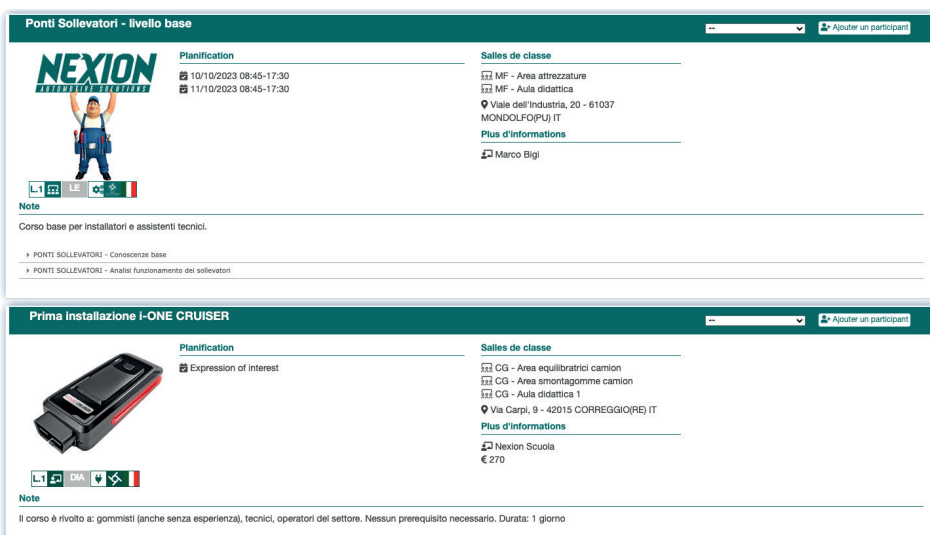 Ponti Sollevatori - livello base
--
Ajouter un participant
NEXION
AUTOMOTIVE SOLUTIONS
L.1
LE
Planification
10/10/2023 08:45-17:30
11/10/2023 08:45-17:30
Salles de classe
MF - Area attrezzature
MF - Aula didattica
Viale dell'Industria, 20 - 61037
MONDOLFO(PU) IT
Plus d'informations
Marco Bigi
Note
Corso base per installatori e assistenti tecnici.
PONTI SOLLEVATORI - Conoscenze base
PONTI SOLLEVATORI - Analisi funzionamento dei sollevatori
Prima installazione i-ONE CRUISER
--
Ajouter un participant
L.1
DIA
Planification
Expression of interest
Salles de classe
CG - Area equilibratrici camion
CG - Area smontagomme camion
CG - Aula didattica 1
Via Carpi, 9 - 42015 CORREGGIO(RE) IT
Plus d'informations
Nexion Scuola
€ 270
Note
Il corso è rivolto a: gommisti (anche senza esperienza), tecnici, operatori del settore. Nessun prerequisito necessario. Durata: 1 giorno